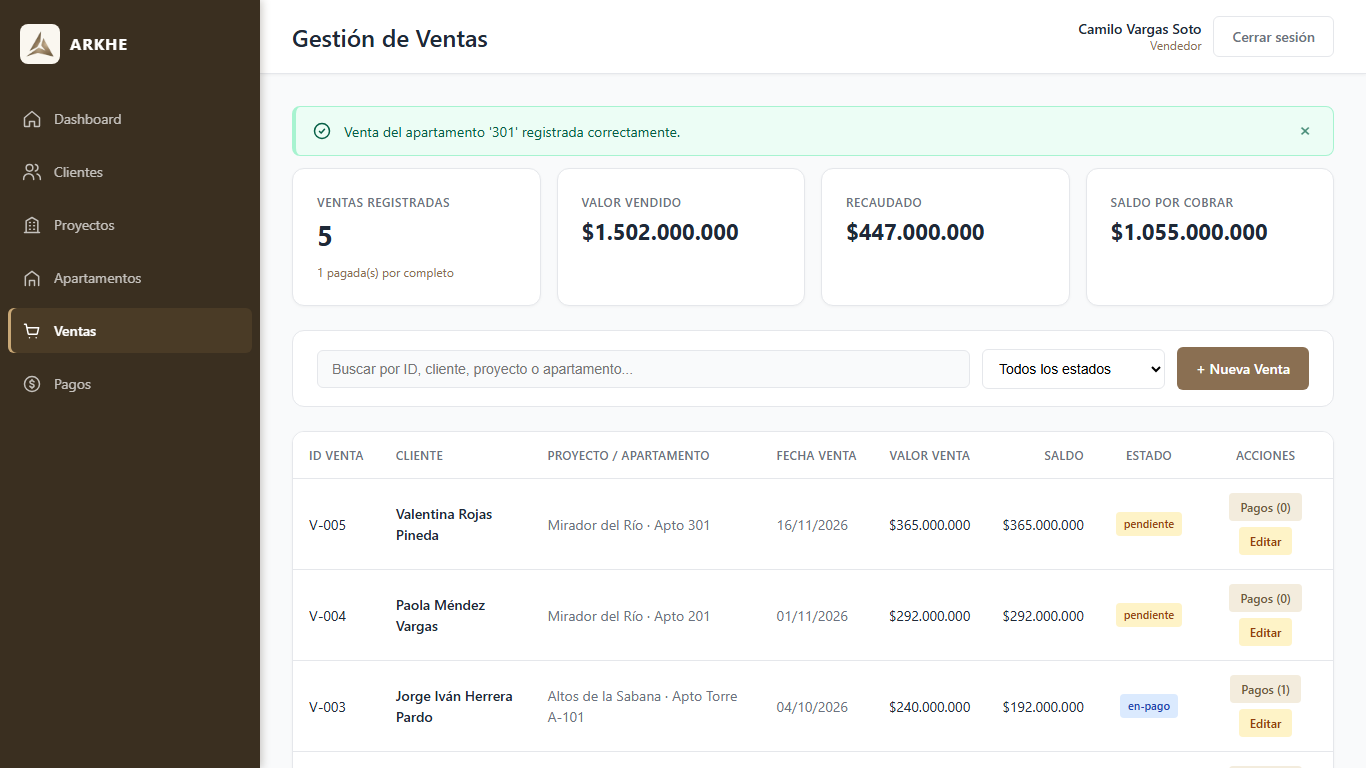 ARKHE
Dashboard
Clientes
Proyectos
Apartamentos
Ventas
Pagos
Gestión de Ventas
Camilo Vargas Soto
Vendedor
Cerrar sesión
Venta del apartamento '301' registrada correctamente.
×
VENTAS REGISTRADAS
5
1 pagada(s) por completo
VALOR VENDIDO
$1.502.000.000
RECAUDADO
$447.000.000
SALDO POR COBRAR
$1.055.000.000
Buscar por ID, cliente, proyecto o apartamento...
Todos los estados
+ Nueva Venta
ID VENTA CLIENTE PROYECTO / APARTAMENTO FECHA VENTA VALOR VENTA SALDO ESTADO ACCIONES
V-005
Valentina Rojas
Pineda
Mirador del Río · Apto 301
16/11/2026
$365.000.000
$365.000.000
pendiente
Pagos (0)
Editar
V-004
Paola Méndez
Vargas
Mirador del Río · Apto 201
01/11/2026
$292.000.000
$292.000.000
pendiente
Pagos (0)
Editar
V-003
Jorge Iván Herrera
Pardo
Altos de la Sabana · Apto Torre
A-101
04/10/2026
$240.000.000
$192.000.000
en-pago
Pagos (1)
Editar